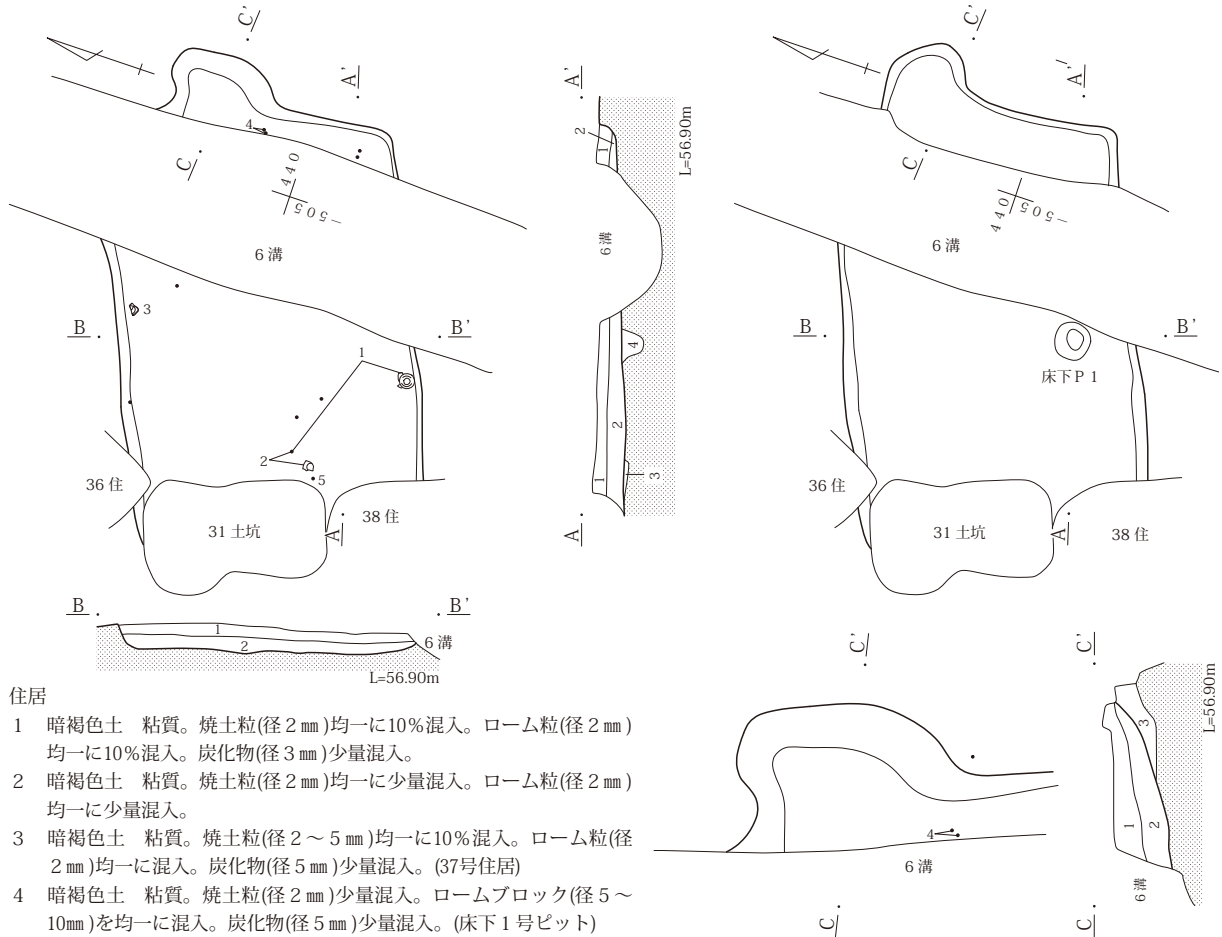 C'
A'
4
C
440
-505
6溝
3
B
B'
1
2
5
36住
31土坑
38住
A
A'
2
1
L=56.90m
6溝
4
2
1
3
A
C'
A'
C
440
-505
6溝
B
B'
床下P 1
36住
31土坑
38住
A
B
B'
1
2
6溝
L=56.90m
住居
1 暗褐色土 粘質。焼土粒(径2㎜)均一に10%混入。ローム粒(径2㎜)
均一に10%混入。炭化物(径3㎜)少量混入。
2 暗褐色土 粘質。焼土粒(径2㎜)均一に少量混入。ローム粒(径2㎜)
均一に少量混入。
3 暗褐色土 粘質。焼土粒(径2～5㎜)均一に10%混入。ローム粒(径
2㎜)均一に混入。炭化物(径5㎜)少量混入。(37号住居)
4 暗褐色土 粘質。焼土粒(径2㎜)少量混入。ロームブロック(径5～
10㎜)を均一に混入。炭化物(径5㎜)少量混入。(床下1号ピット)
C'
4
6溝
C
C'
L=56.90m
3
1
2
6溝
C